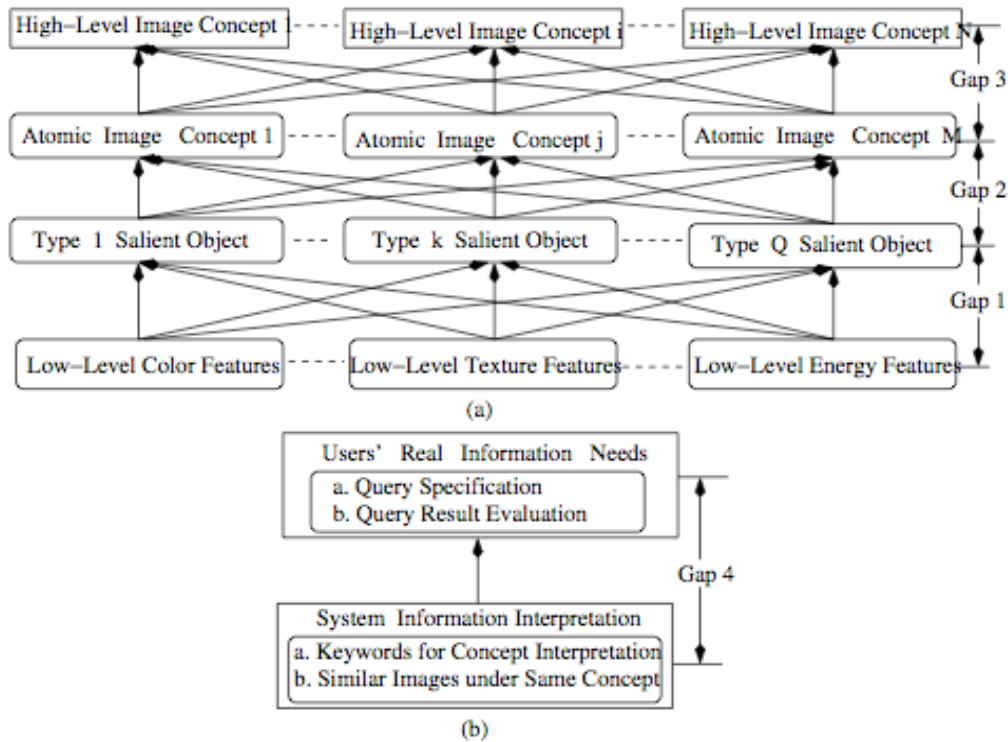 High–Level Image Concept 1
High–Level Image Concept i
High–Level Image Concept N
Gap 3
Atomic Image Concept 1
Atomic Image Concept j
Atomic Image Concept M
Gap 2
Type 1 Salient Object
Type k Salient Object
Type Q Salient Object
Gap 1
Low–Level Color Features
Low–Level Texture Features
Low–Level Energy Features
(a)
Users' Real Information Needs
a. Query Specification
b. Query Result Evaluation
Gap 4
System Information Interpretation
a. Keywords for Concept Interpretation
b. Similar Images under Same Concept
(b)